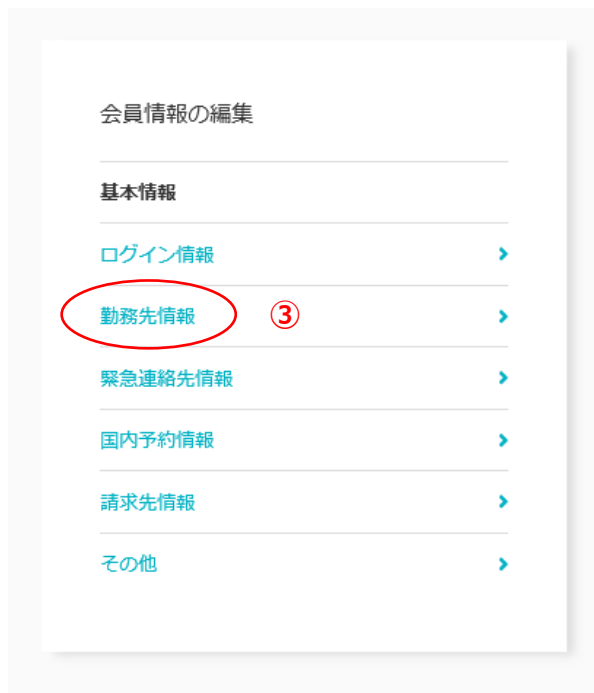 会員情報の編集
基本情報
ログイン情報
勤務先情報 ③
緊急連絡先情報
国内予約情報
請求先情報
その他